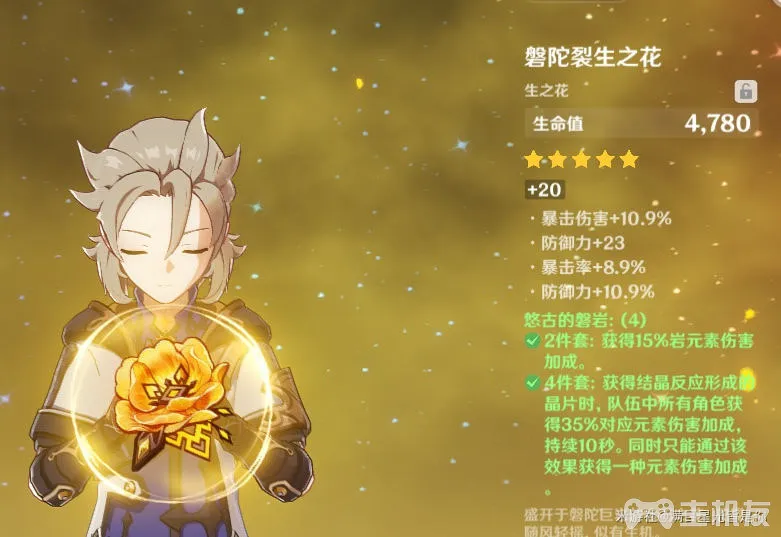 磐陀裂生之花
生之花
生命值 4,780
+20
·暴击伤害+10.9%
·防御力+23
·暴击率+8.9%
·防御力+10.9%
悠古的磐岩:(4)
2件套: 获得15%岩元素伤害
加成。
4件套: 获得结晶反应形成的
晶片时, 队伍中所有角色获
得35%对应元素伤害加成,
持续10秒。同时只能通过该
效果获得一种元素伤害加成
。
盛开于磐陀巨
随风轻摇, 似有生机
主机友